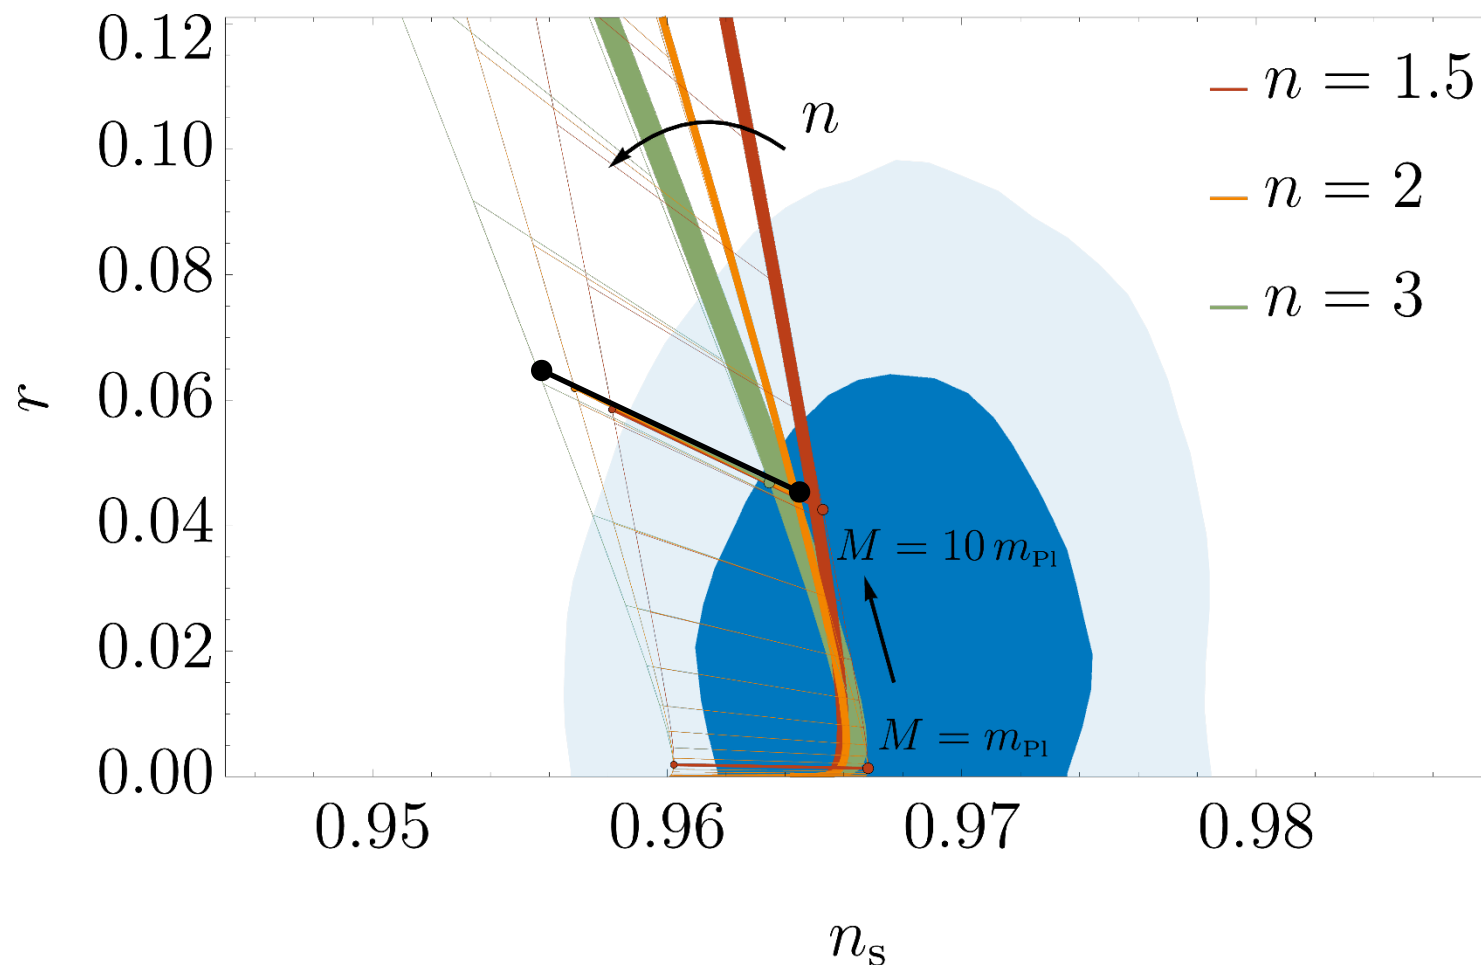 0.12
0.10
0.08
0.06
0.04
0.02
0.00
r
0.95
0.96
0.97
0.98
n_s
n
n = 1.5
n = 2
n = 3
M = 10 m_Pl
M = m_Pl